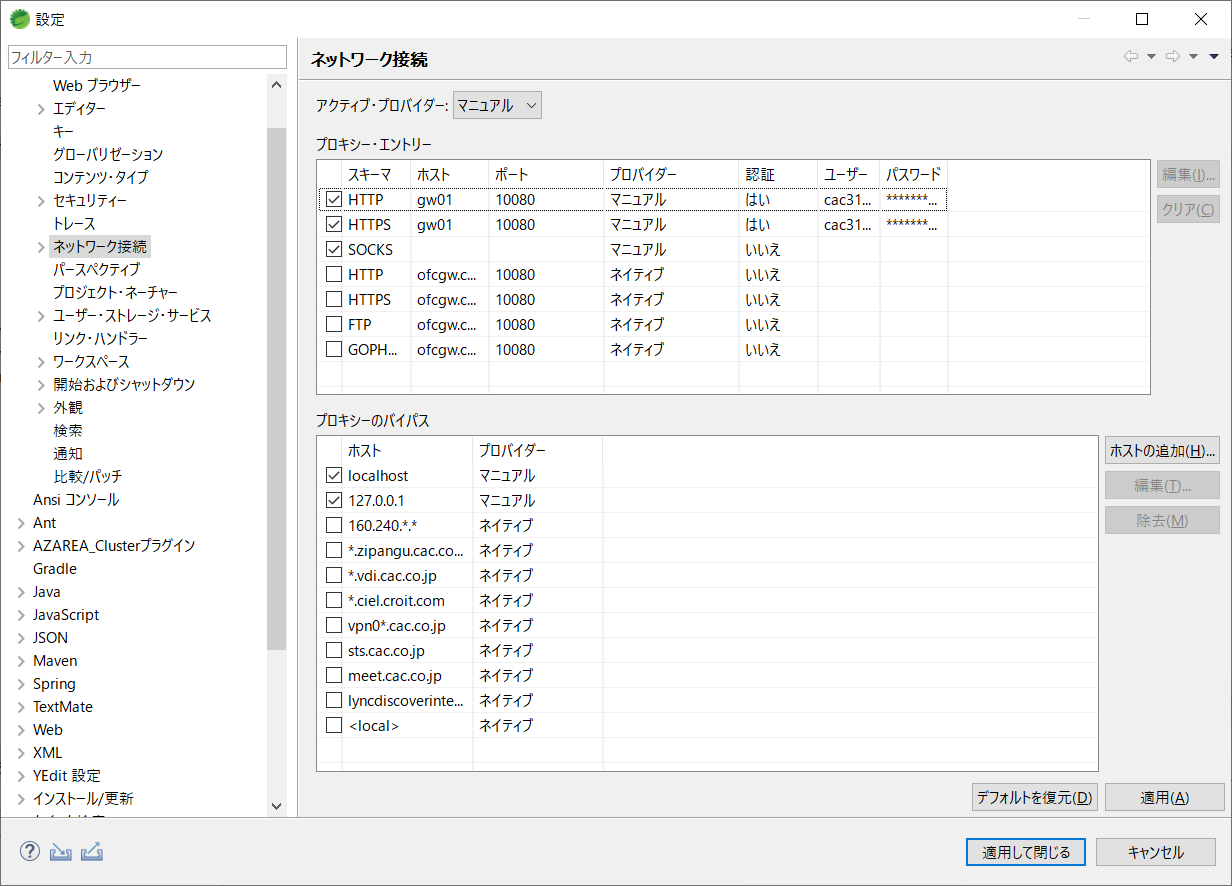 設定
フィルター入力
Web ブラウザー
エディター
キー
グローバリゼーション
コンテンツ・タイプ
セキュリティー
トレース
ネットワーク接続
パースペクティブ
プロジェクト・ネーチャー
ユーザー・ストレージ・サービス
リンク・ハンドラー
ワークスペース
開始およびシャットダウン
外観
検索
通知
比較/パッチ
Ansi コンソール
Ant
AZAREA_Clusterプラグイン
Gradle
Java
JavaScript
JSON
Maven
Spring
TextMate
Web
XML
YEdit 設定
インストール/更新
ネットワーク接続
アクティブ・プロバイダー: マニュアル
プロキシー・エントリー
スキーマ ホスト ポート プロバイダー 認証 ユーザー パスワード
HTTP gw01 10080 マニュアル はい cac31... *******...
HTTPS gw01 10080 マニュアル はい cac31... *******...
SOCKS マニュアル いいえ
HTTP ofcgw.c... 10080 ネイティブ いいえ
HTTPS ofcgw.c... 10080 ネイティブ いいえ
FTP ofcgw.c... 10080 ネイティブ いいえ
GOPH... ofcgw.c... 10080 ネイティブ いいえ
編集(I)...
クリア(C)
プロキシーのバイパス
ホスト プロバイダー
localhost マニュアル
127.0.0.1 マニュアル
160.240.*.* ネイティブ
*.zipangu.cac.co... ネイティブ
*.vdi.cac.co.jp ネイティブ
*.ciel.croit.com ネイティブ
vpn0*.cac.co.jp ネイティブ
sts.cac.co.jp ネイティブ
meet.cac.co.jp ネイティブ
lyncdiscoverinte... ネイティブ
<local> ネイティブ
ホストの追加(H)...
編集(T)...
除去(M)
デフォルトを復元(D)
適用(A)
?
適用して閉じる
キャンセル